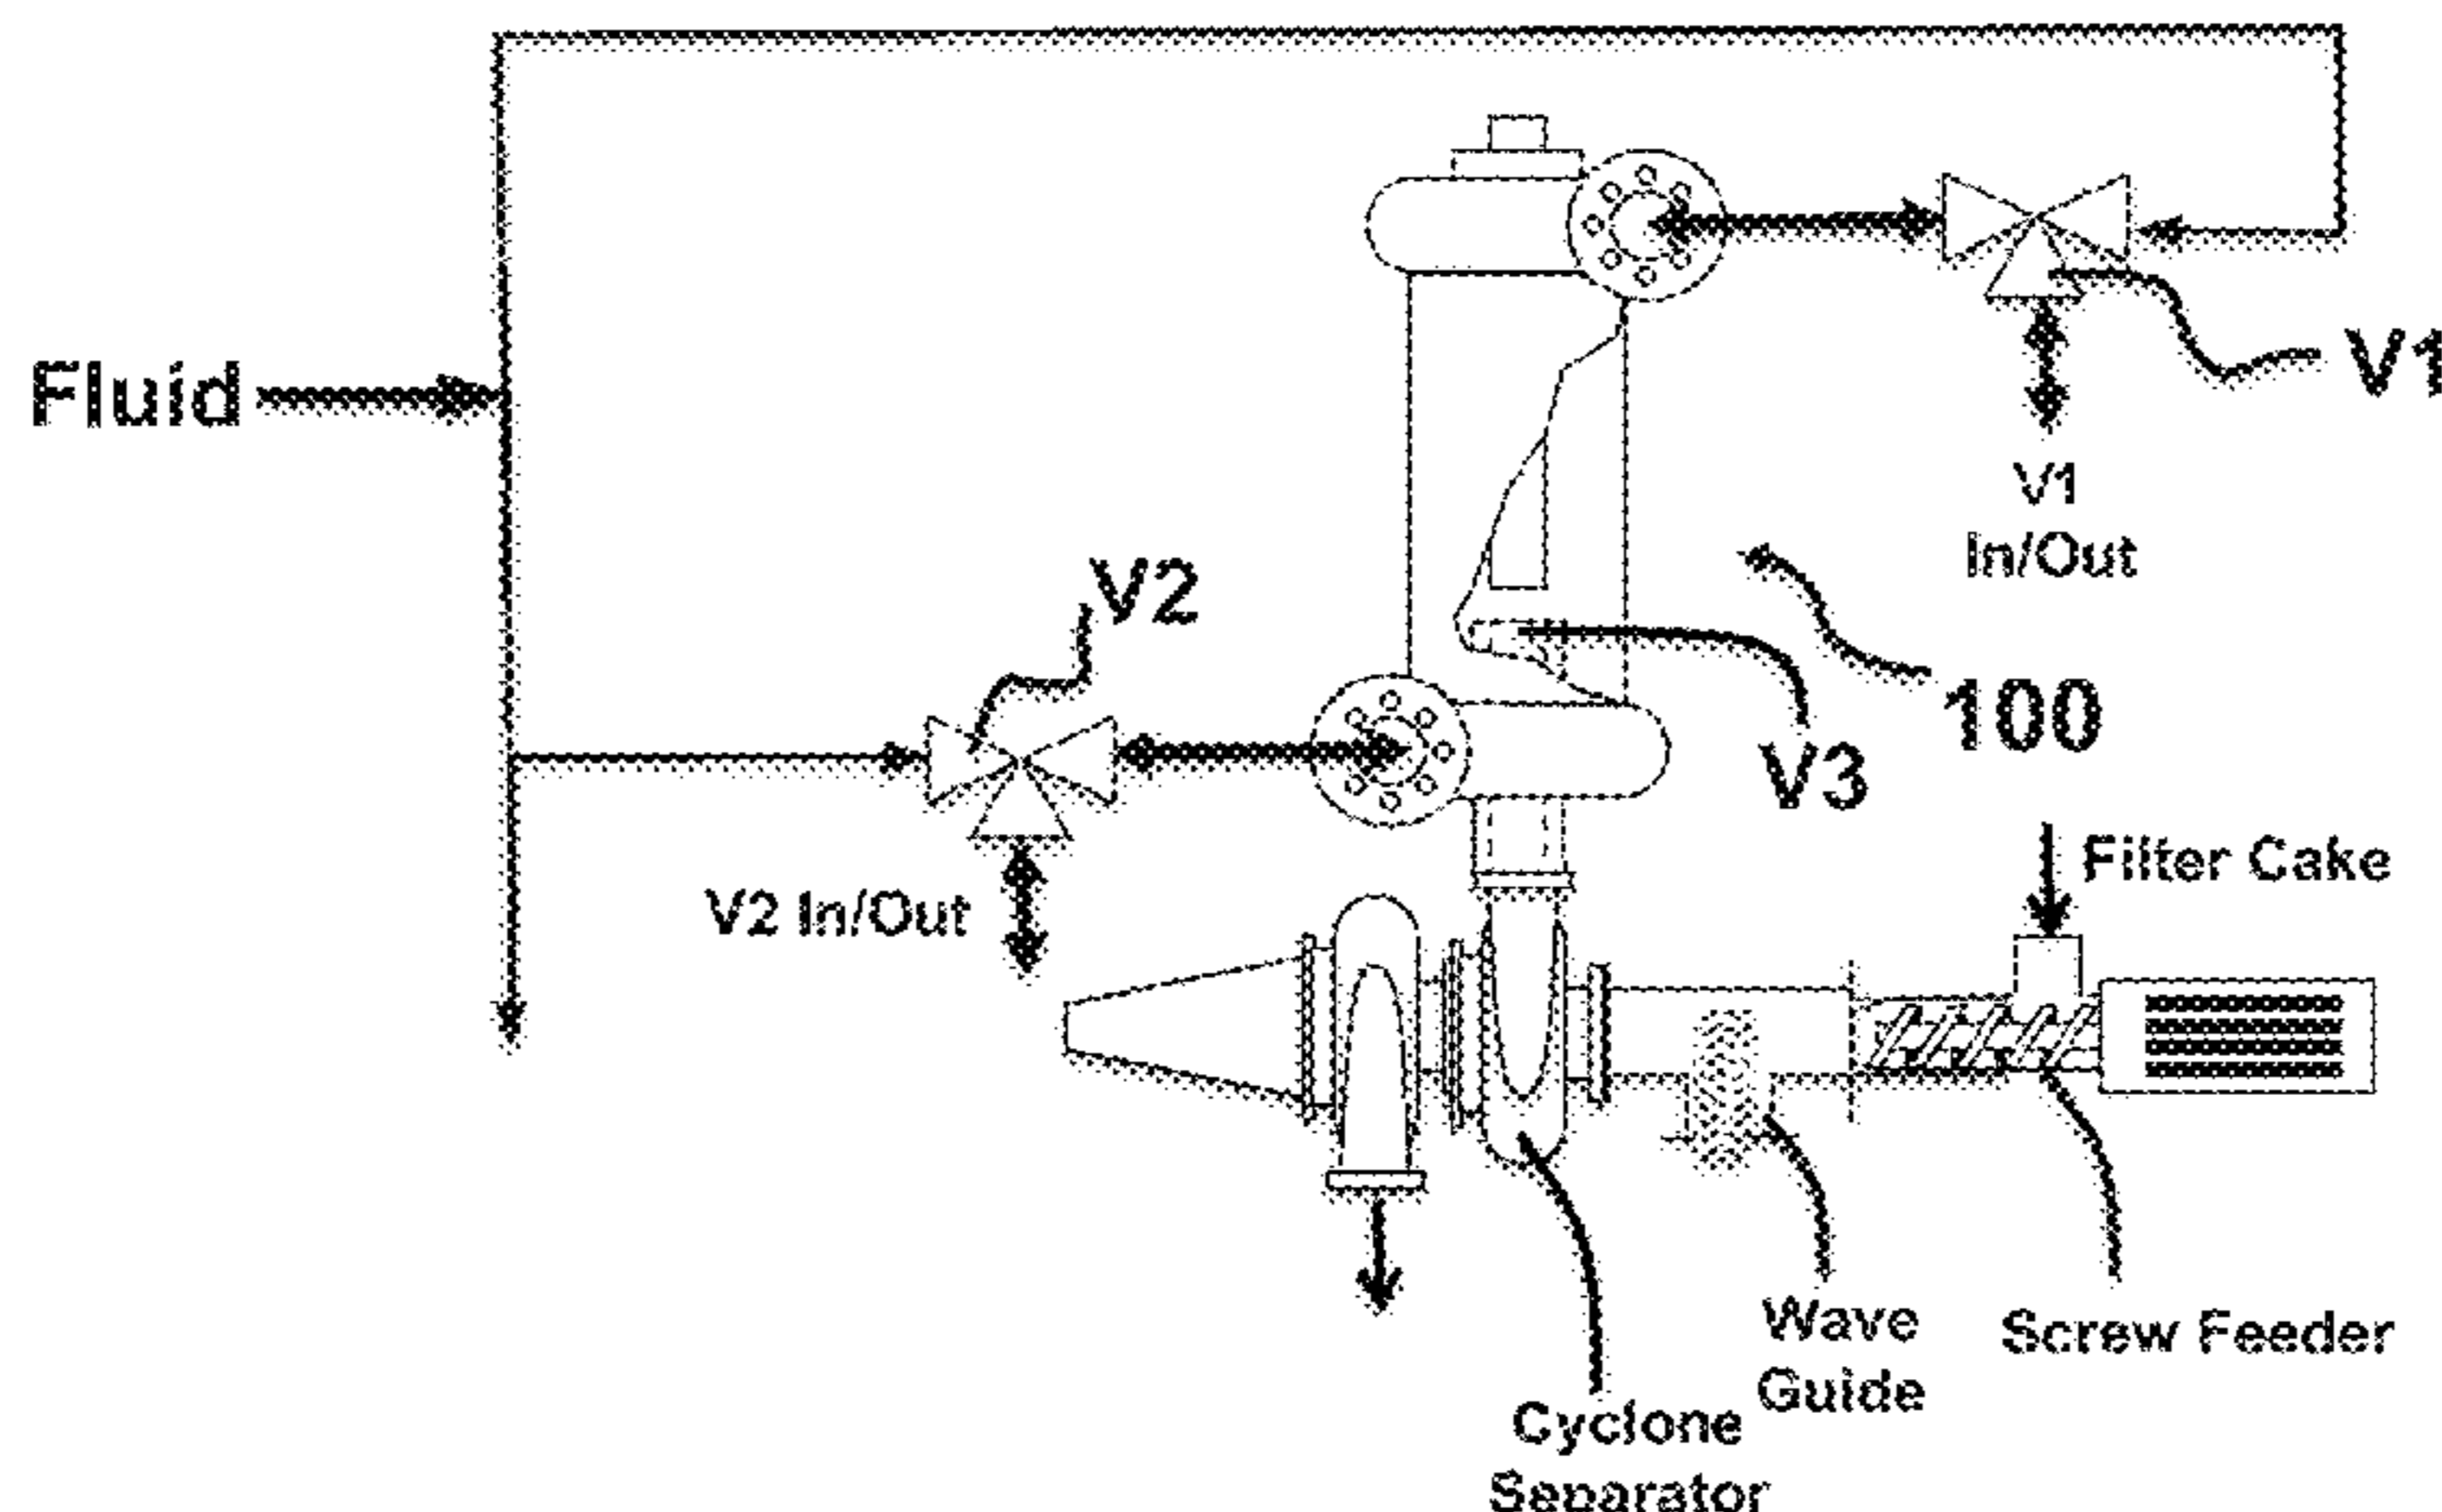 Fluid
V1
V1
In/Out
V2
100
V3
V2 In/Out
Filter Cake
Wave
Guide
Screw Feeder
Cyclone
Separator